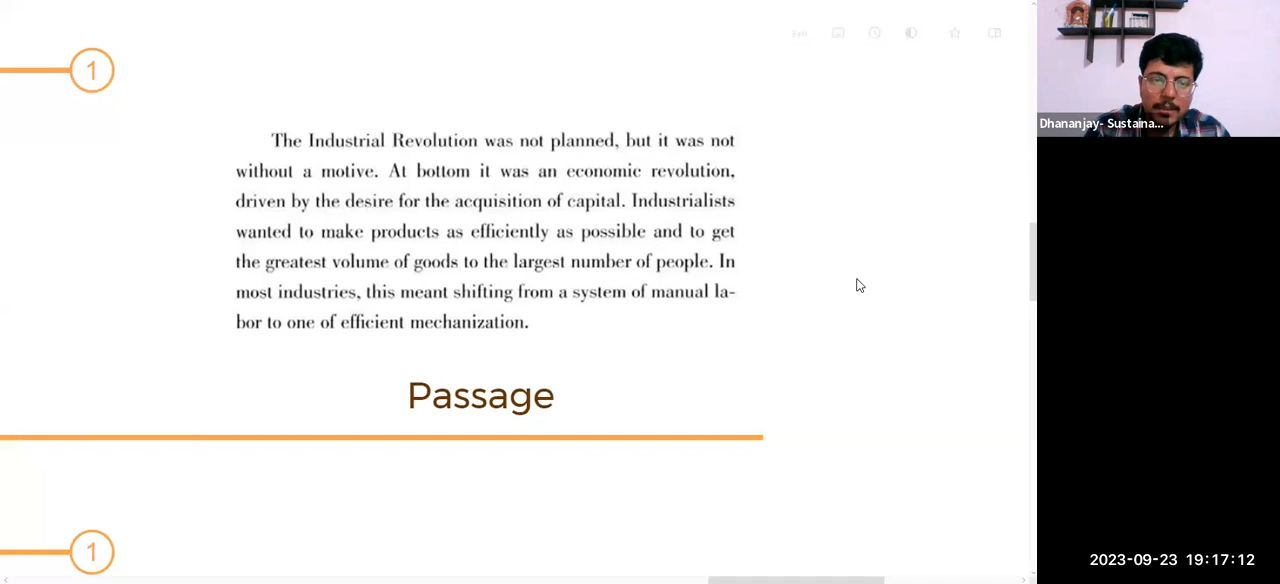 1
The Industrial Revolution was not planned, but it was not
without a motive. At bottom it was an economic revolution,
driven by the desire for the acquisition of capital. Industrialists
wanted to make products as efficiently as possible and to get
the greatest volume of goods to the largest number of people. In
most industries, this meant shifting from a system of manual la-
bor to one of efficient mechanization.
Passage
1
Dhananjay- Sustaina...
2023-09-23 19:17:12